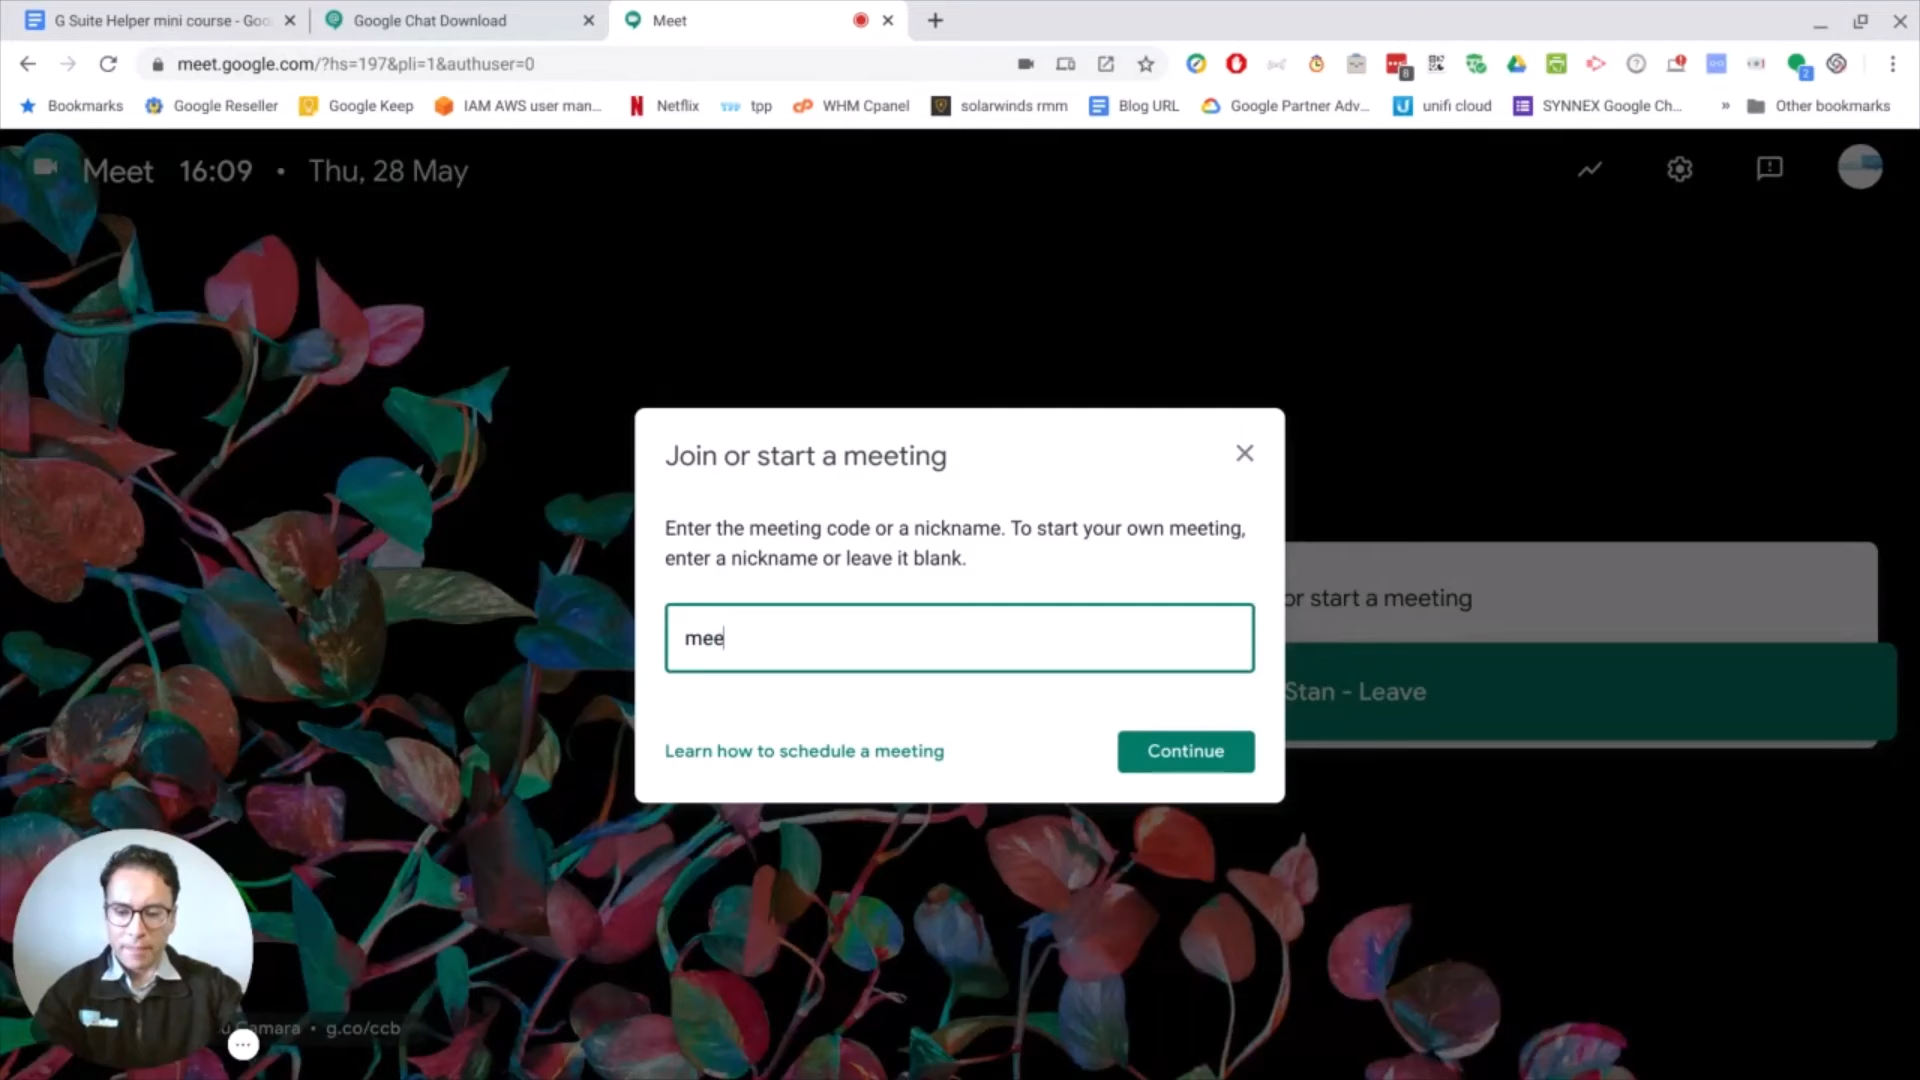 G Suite Helper mini course - Goo
Google Chat Download
Meet
meet.google.com/?hs=197&pli=1&authuser=0
8
2
Bookmarks
Google Reseller
Google Keep
IAM AWS user man...
Netflix
tpp
tpp
WHM Cpanel
solarwinds rmm
Blog URL
Google Partner Adv...
unifi cloud
SYNNEX Google Ch...
»
Other bookmarks
Meet 16:09 • Thu, 28 May
Join or start a meeting
Enter the meeting code or a nickname. To start your own meeting,
enter a nickname or leave it blank.
or start a meeting
mee
Stan - Leave
Learn how to schedule a meeting
Continue
amara • g.co/ccb